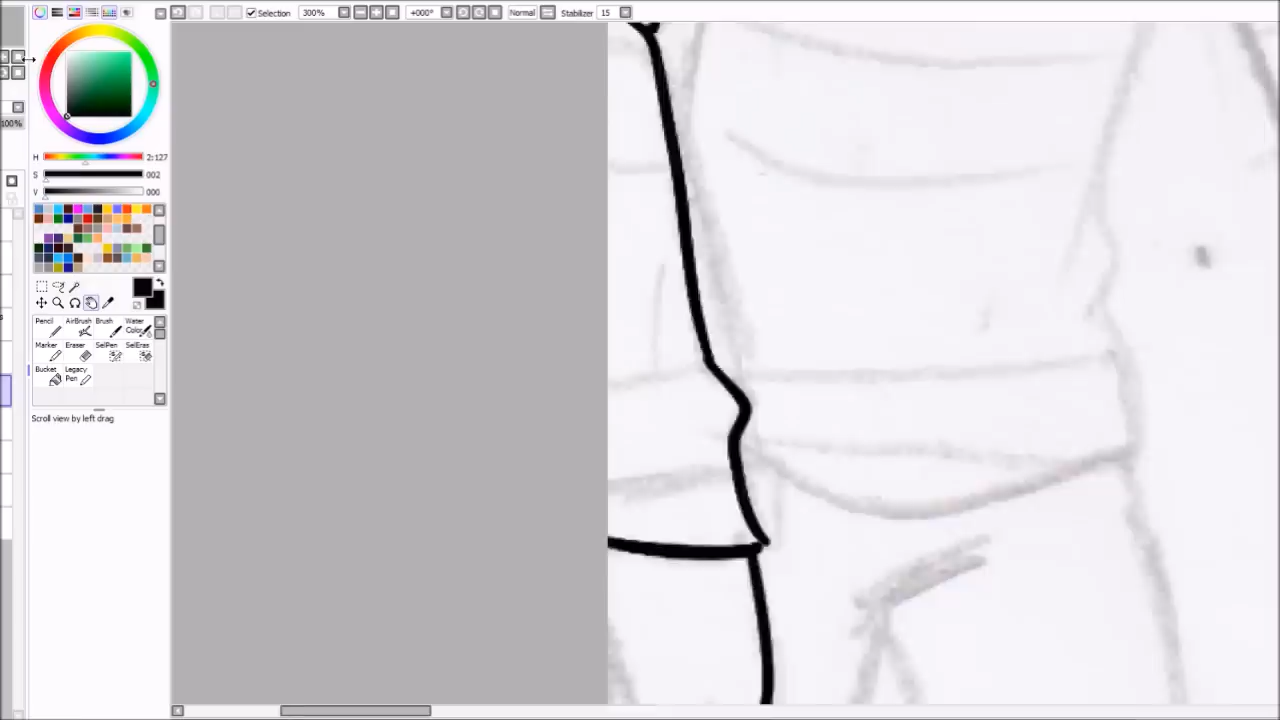 Selection 300% +000° Normal Stabilizer 15
100%
H 2:127
S 002
V 000
Pencil AirBrush Brush Water Color
Marker Eraser SelPen SelEras
Bucket Legacy Pen
Scroll view by left drag